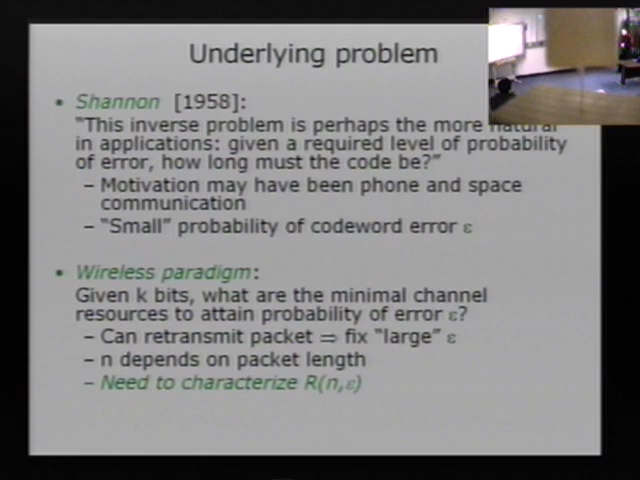 Underlying problem
• Shannon [1958]:
"This inverse problem is perhaps the more natural
in applications: given a required level of probability
of error, how long must the code be?"
– Motivation may have been phone and space
communication
– "Small" probability of codeword error ε
• Wireless paradigm:
Given k bits, what are the minimal channel
resources to attain probability of error ε?
– Can retransmit packet ⇒ fix "large" ε
– n depends on packet length
– Need to characterize R(n,ε)